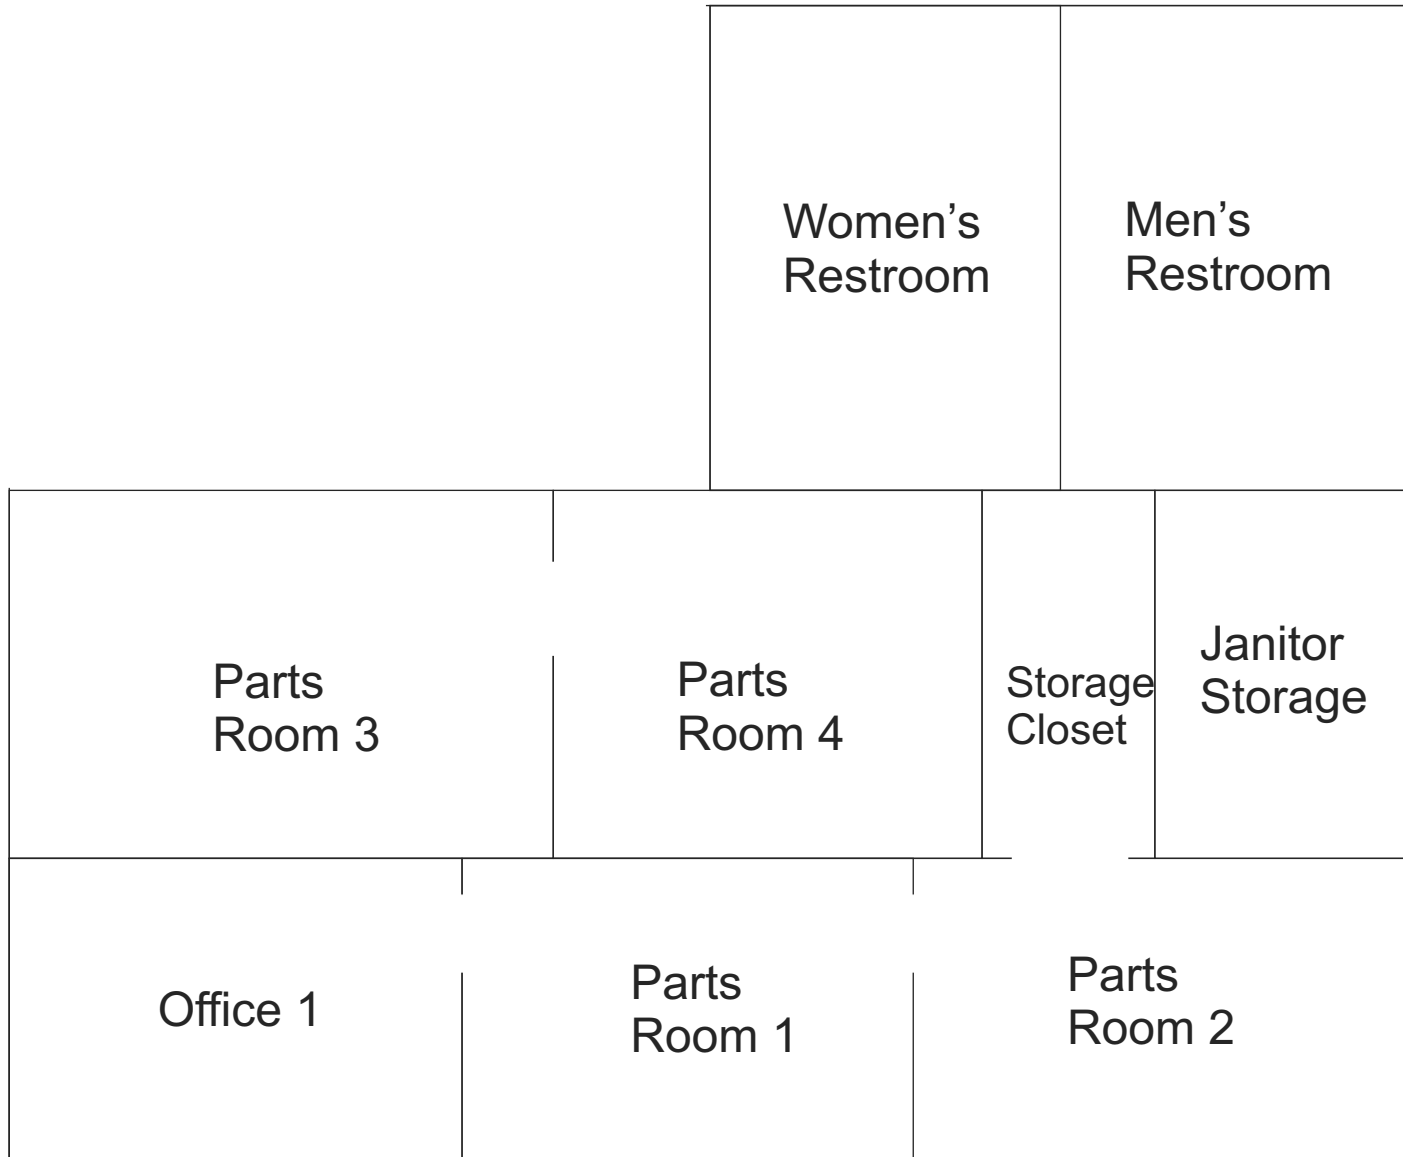 Women’s
Restroom
Men’s
Restroom
Parts
Room 3
Parts
Room 4
Storage
Closet
Janitor
Storage
Office 1
Parts
Room 1
Parts
Room 2